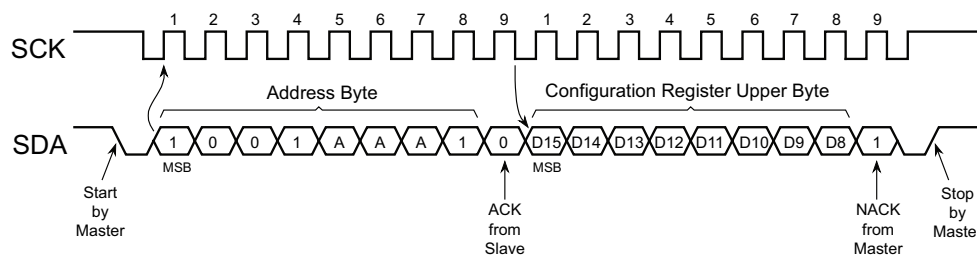 1 2 3 4 5 6 7 8 9 1 2 3 4 5 6 7 8 9
SCK
Address Byte Configuration Register Upper Byte
SDA 1 0 0 1 A A A 1 0 D15 D14 D13 D12 D11 D10 D9 D8 1
MSB MSB
Start
by
Master
ACK
from
Slave
NACK
from
Master
Stop
by
Maste